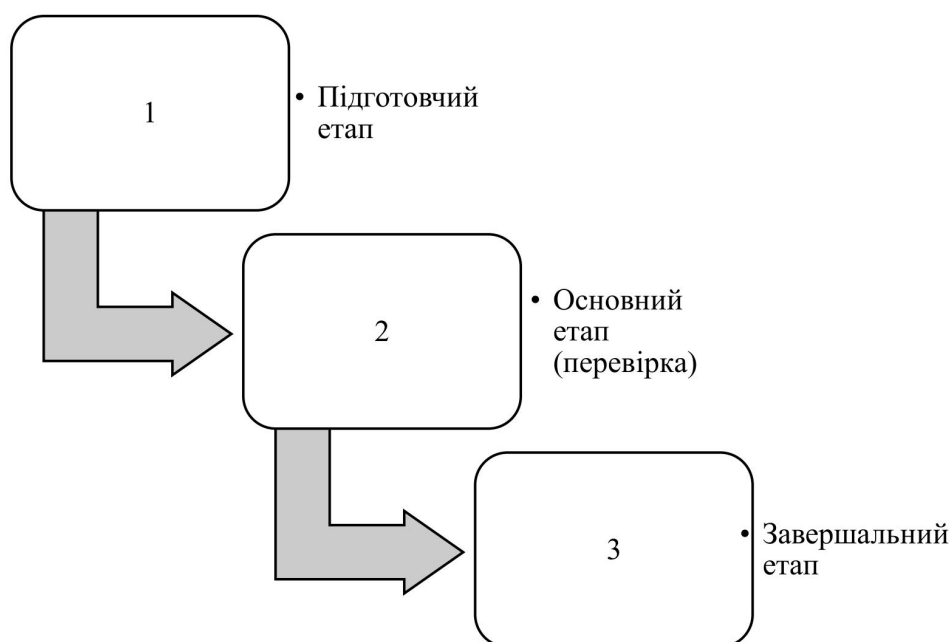 1
• Підготовчий
етап
2
• Основний
етап
(перевірка)
3
• Завершальний
етап